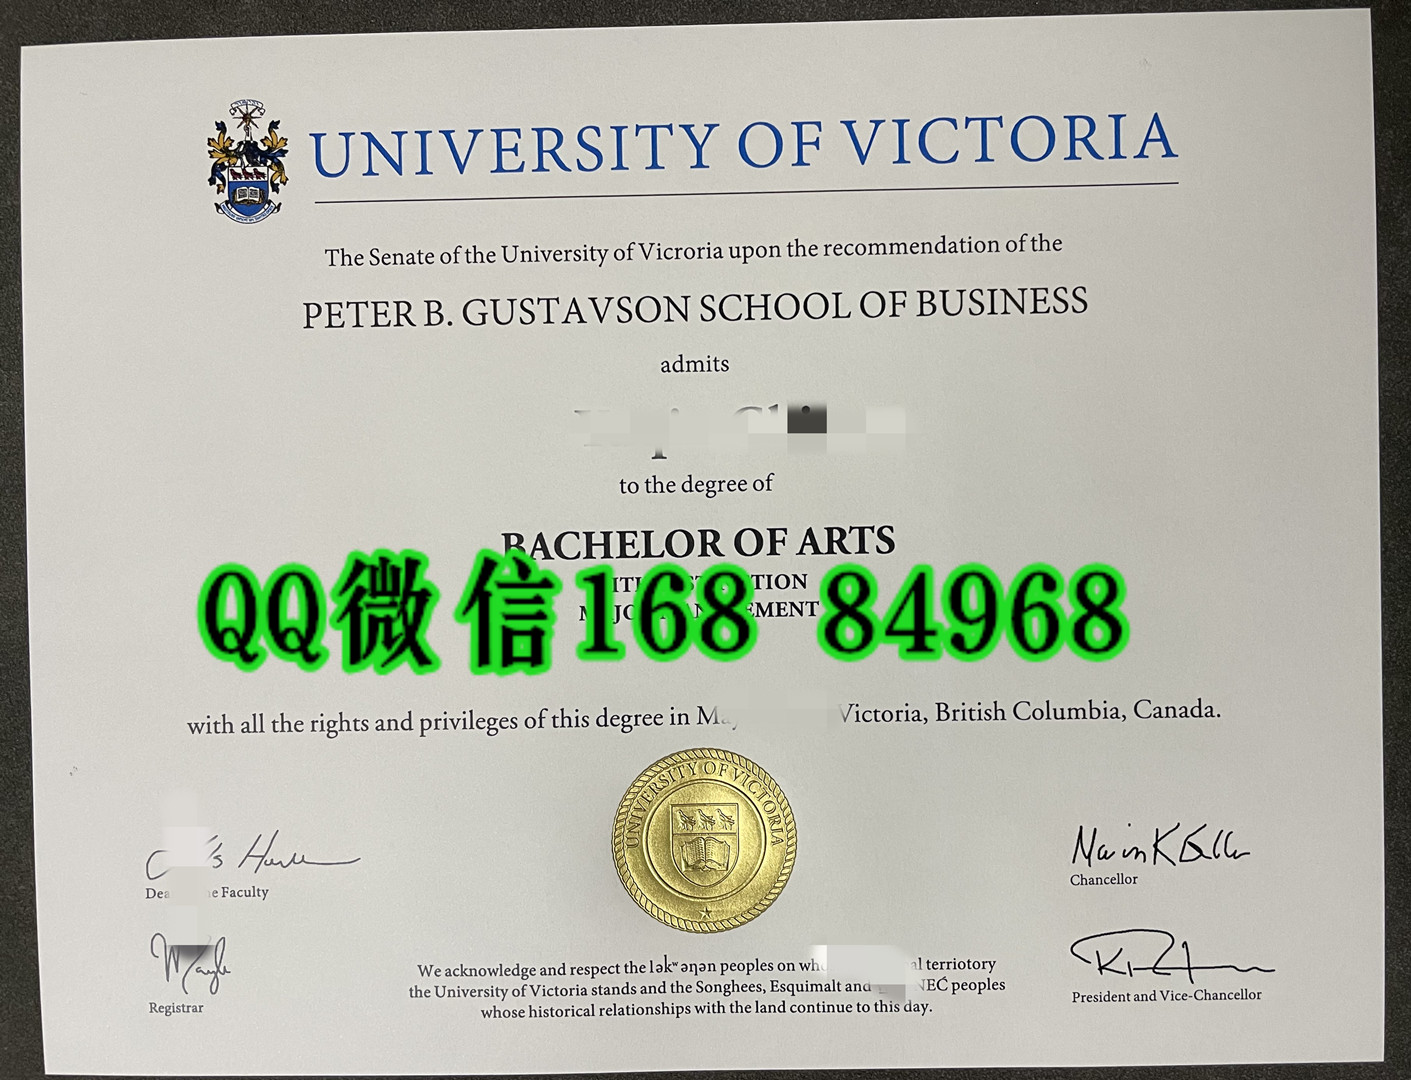 UNIVERSITY OF VICTORIA
The Senate of the University of Vicroria upon the recommendation of the
PETER B. GUSTAVSON SCHOOL OF BUSINESS
admits
to the degree of
BACHELOR OF ARTS
QQ微信168 84968
with all the rights and privileges of this degree in Victoria, British Columbia, Canada.
UNIVERSITY OF VICTORIA
Faculty
Chancellor
Registrar
President and Vice-Chancellor
We acknowledge and respect the lək̓ʷəŋən peoples on terriotory
the University of Victoria stands and the Songhees, Esquimalt and peoples
whose historical relationships with the land continue to this day.